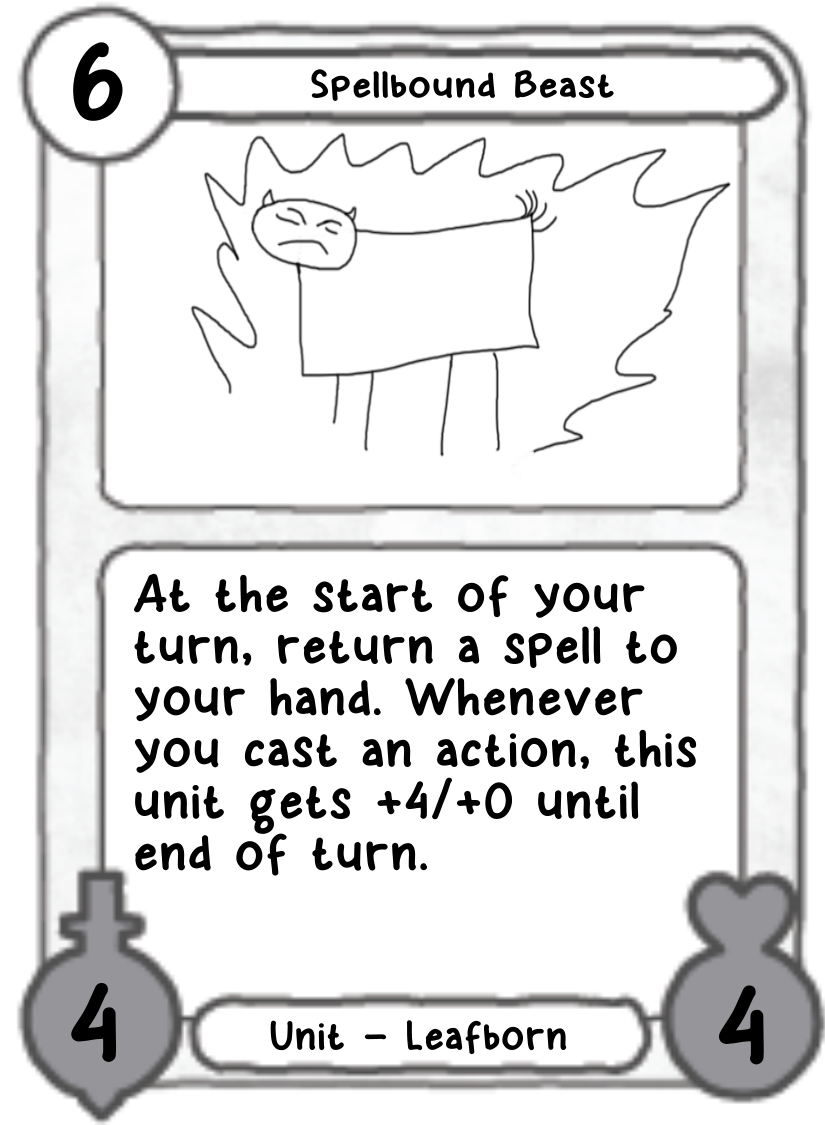 6
Spellbound Beast
At the start of your
turn, return a spell to
your hand. Whenever
you cast an action, this
unit gets +4/+0 until
end of turn.
4
Unit – Leafborn
4